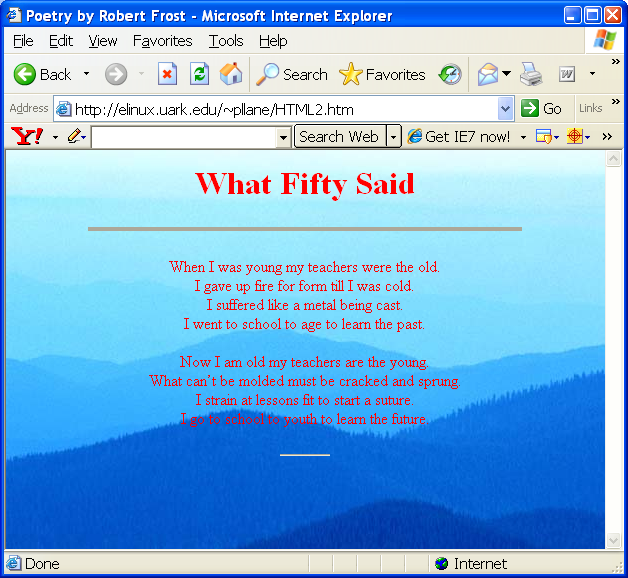 Poetry by Robert Frost - Microsoft Internet Explorer
File Edit View Favorites Tools Help
Back Search Favorites W »
Address http://elinux.uark.edu/~pllane/HTML2.htm Go Links »
Y! Search Web Get IE7 now! »
What Fifty Said
When I was young my teachers were the old.
I gave up fire for form till I was cold.
I suffered like a metal being cast.
I went to school to age to learn the past.
Now I am old my teachers are the young.
What can't be molded must be cracked and sprung.
I strain at lessons fit to start a suture.
I go to school to youth to learn the future.
Done Internet